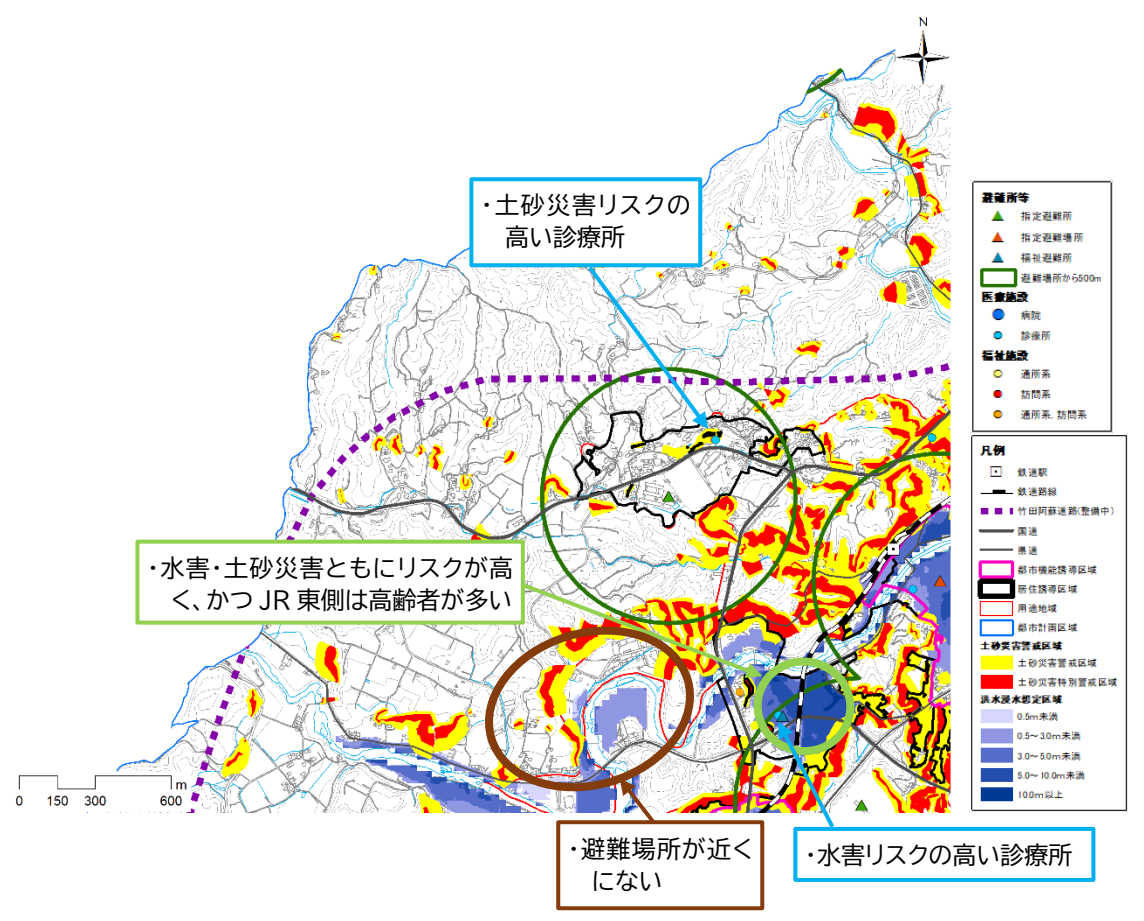 N
・土砂災害リスクの
高い診療所
・水害・土砂災害ともにリスクが高
く、かつ JR 東側は高齢者が多い
・避難場所が近く
にない
・水害リスクの高い診療所
0 150 300 600
m
避難所等
指定避難所
指定避難場所
福祉避難所
避難場所から500m
医療施設
病院
診療所
福祉施設
通所系
訪問系
通所系、訪問系
凡例
鉄道駅
鉄道路線
竹田阿蘇道路(整備中)
国道
県道
都市機能誘導区域
居住誘導区域
用途地域
都市計画区域
土砂災害警戒区域
土砂災害警戒区域
土砂災害特別警戒区域
洪水浸水想定区域
0.5m未満
0.5~3.0m未満
3.0~5.0m未満
5.0~10.0m未満
10.0m以上